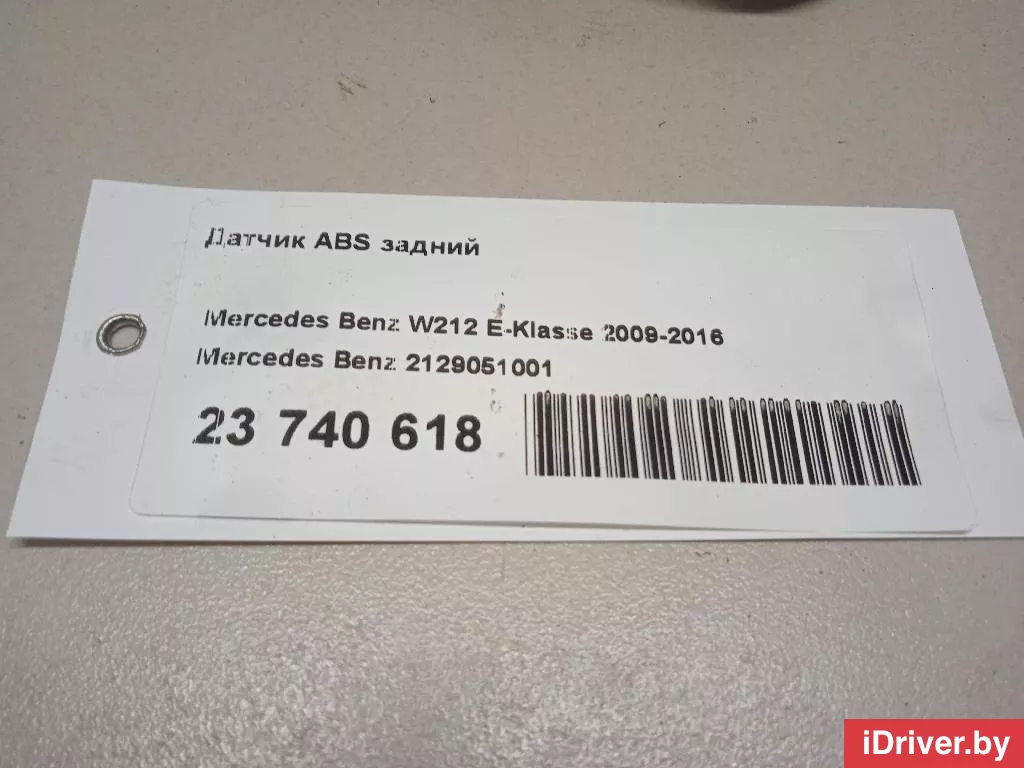 Датчик ABS задний
Mercedes Benz W212 E-Klasse 2009-2016
Mercedes Benz 2129051001
23 740 618
iDriver.by